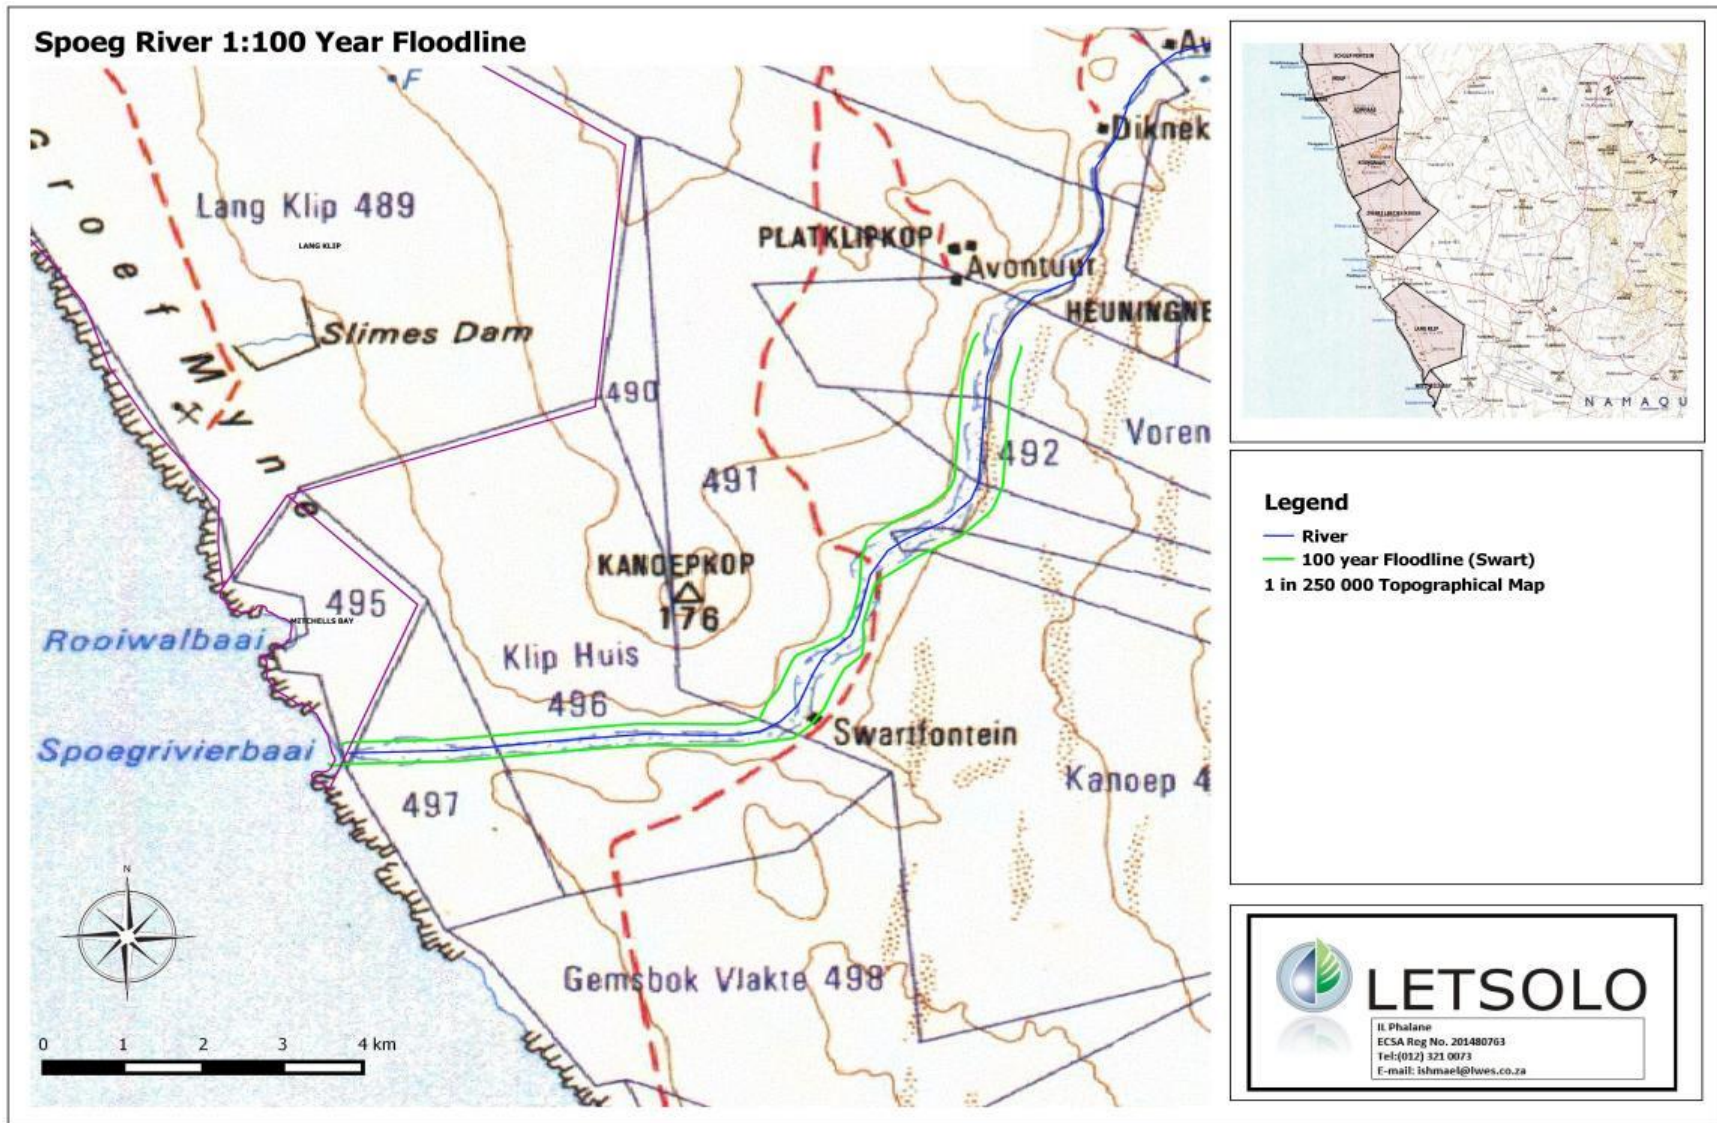 Spoeg River 1:100 Year Floodline
F
Av
Diknek
Groef Myne
Lang Klip 489
LANG KLIP
PLATKLIPKOP
Avontuur
HEUNINGNE
Slimes Dam
490
Voren
491
492
KANOEPKOP
176
495
MITCHELLS BAY
Rooiwalbaai
Klip Huis
496
Spoegrivierbaai
Swartfontein
Kanoep 4
497
Gemsbok Vlakte 498
N
0 1 2 3 4 km
LANG KLIP
NAMAQU
Legend
River
100 year Floodline (Swart)
1 in 250 000 Topographical Map
LETSOLO
IL Phalane
ECSA Reg No. 201480763
Tel:(012) 321 0073
E-mail: ishmael@lwes.co.za